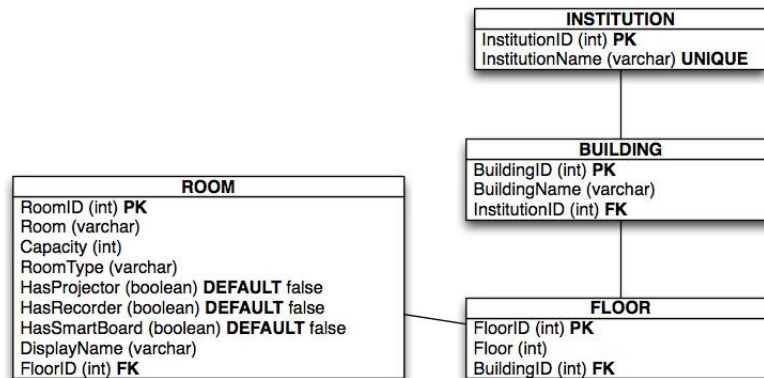 INSTITUTION
InstitutionID (int) PK
InstitutionName (varchar) UNIQUE
BUILDING
BuildingID (int) PK
BuildingName (varchar)
InstitutionID (int) FK
ROOM
RoomID (int) PK
Room (varchar)
Capacity (int)
RoomType (varchar)
HasProjector (boolean) DEFAULT false
HasRecorder (boolean) DEFAULT false
HasSmartBoard (boolean) DEFAULT false
DisplayName (varchar)
FloorID (int) FK
FLOOR
FloorID (int) PK
Floor (int)
BuildingID (int) FK